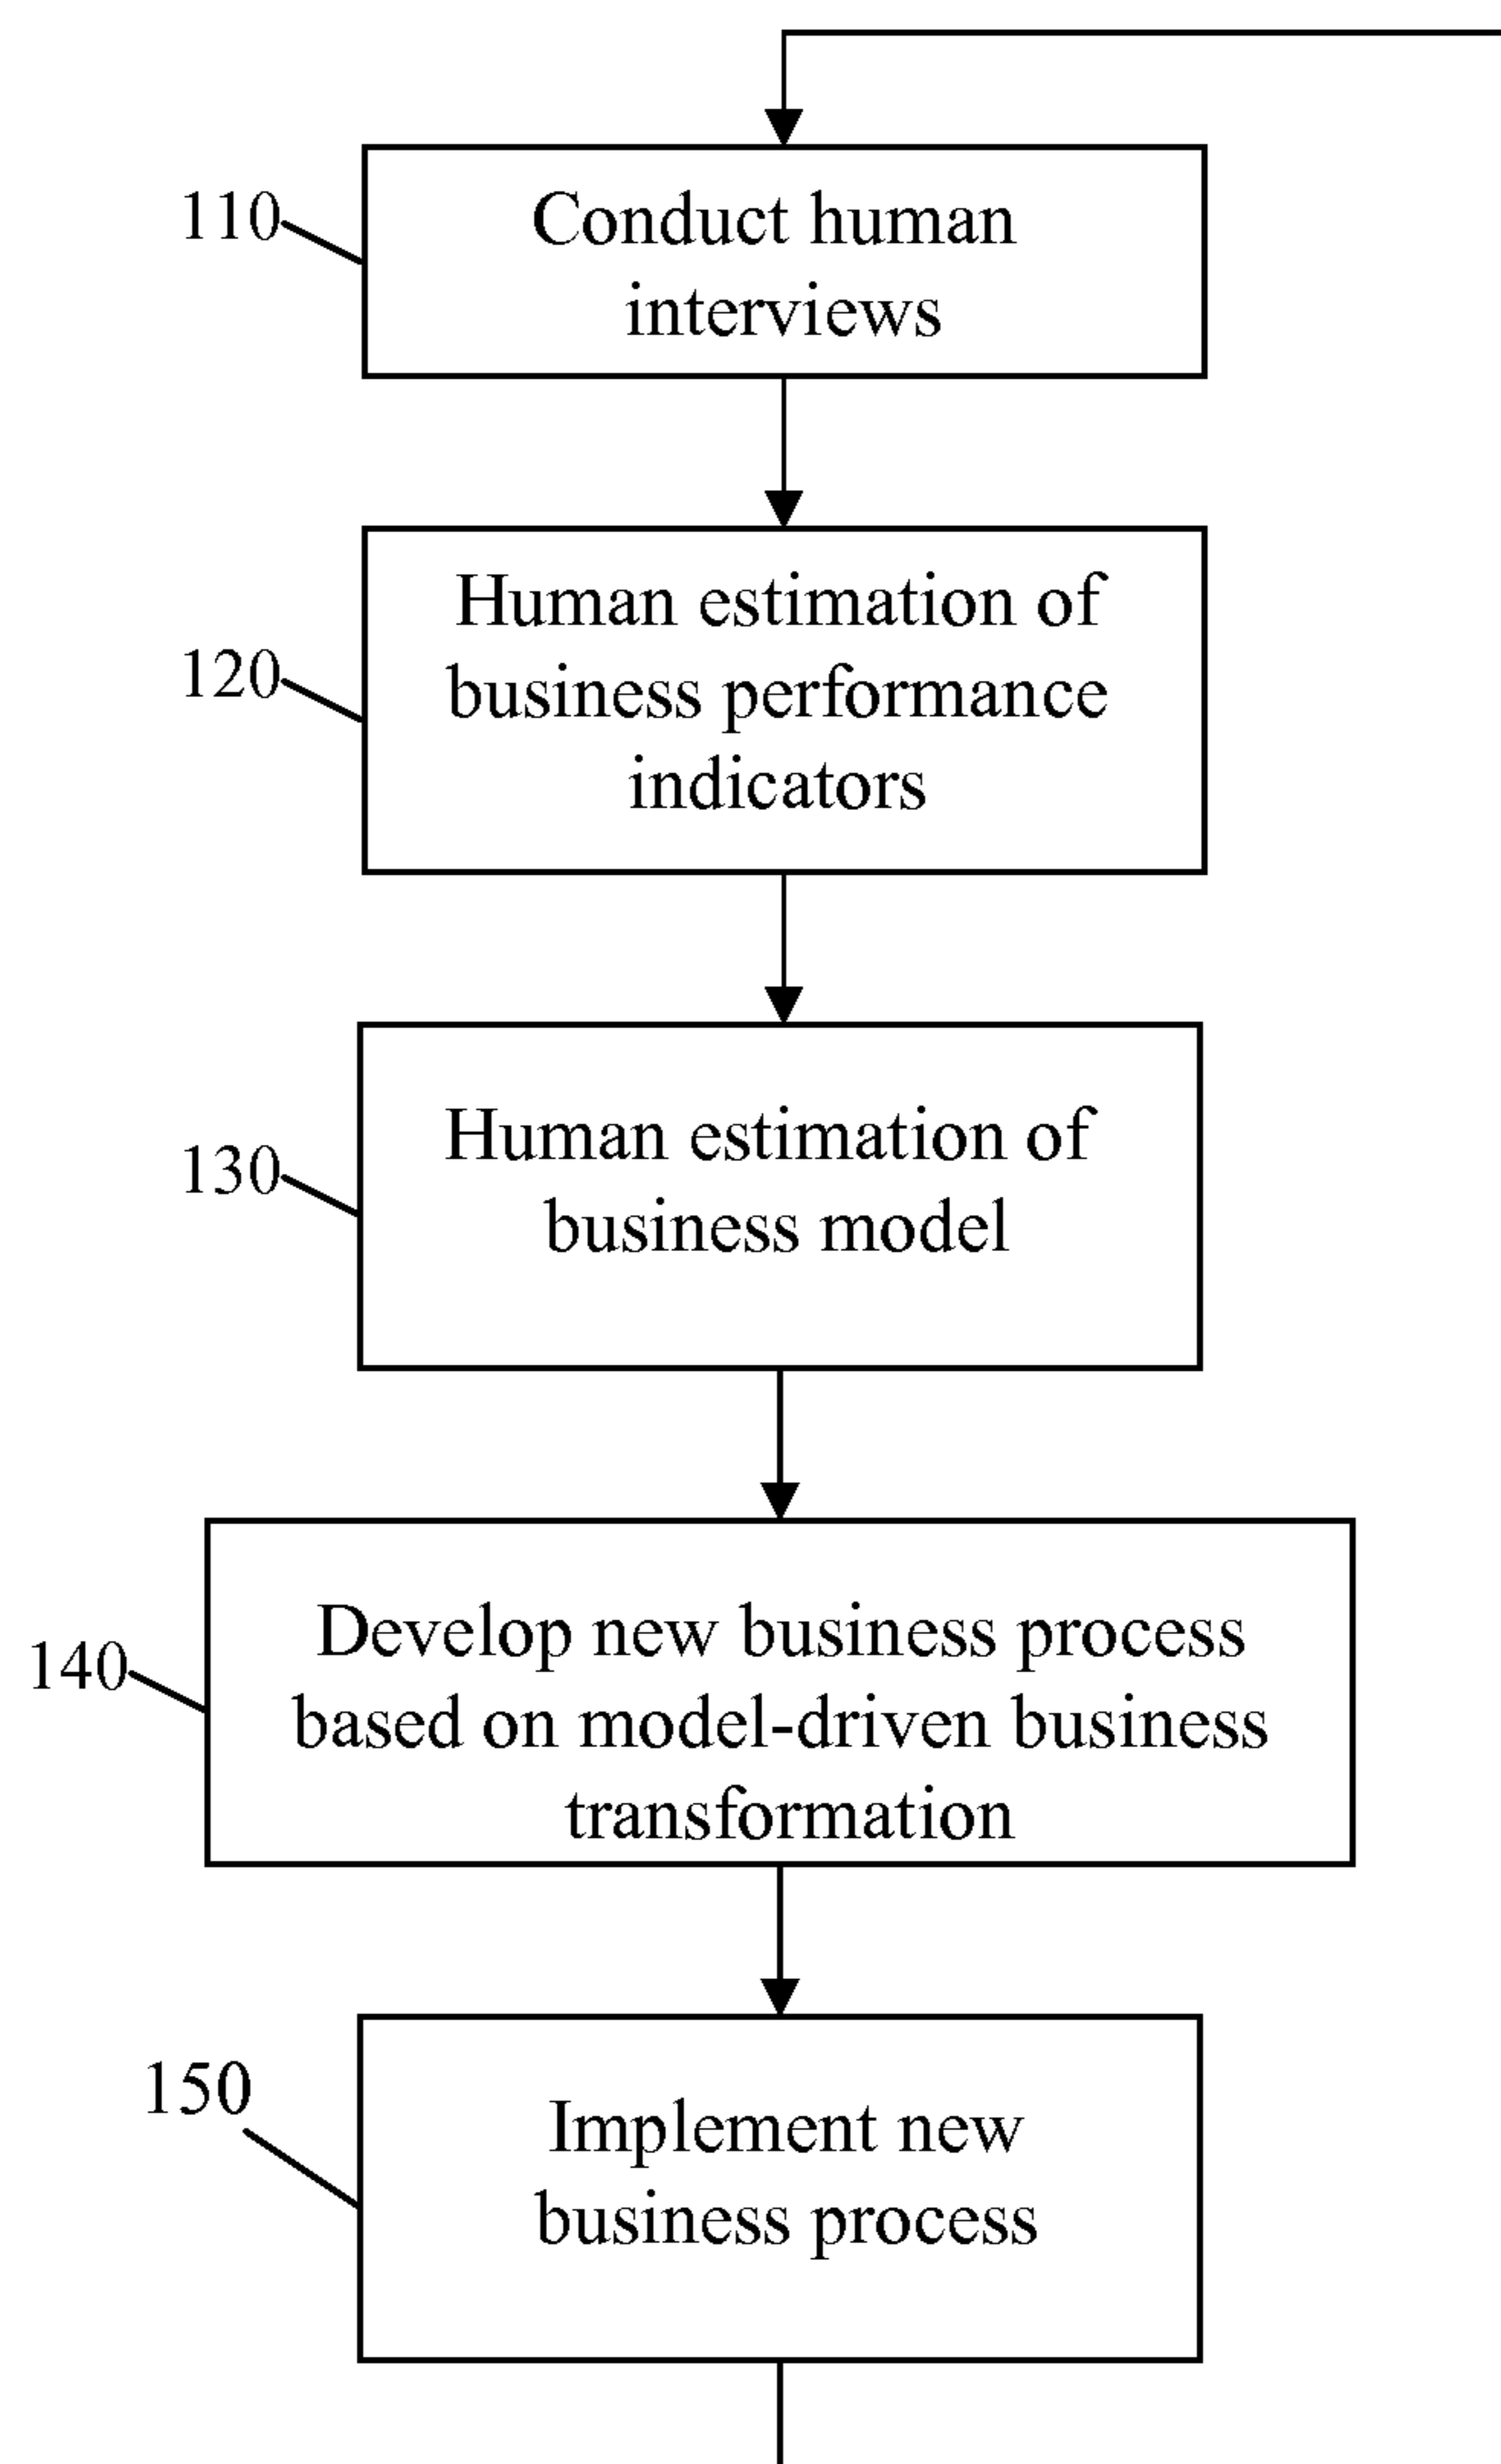 110
Conduct human
interviews
120
Human estimation of
business performance
indicators
130
Human estimation of
business model
140
Develop new business process
based on model-driven business
transformation
150
Implement new
business process